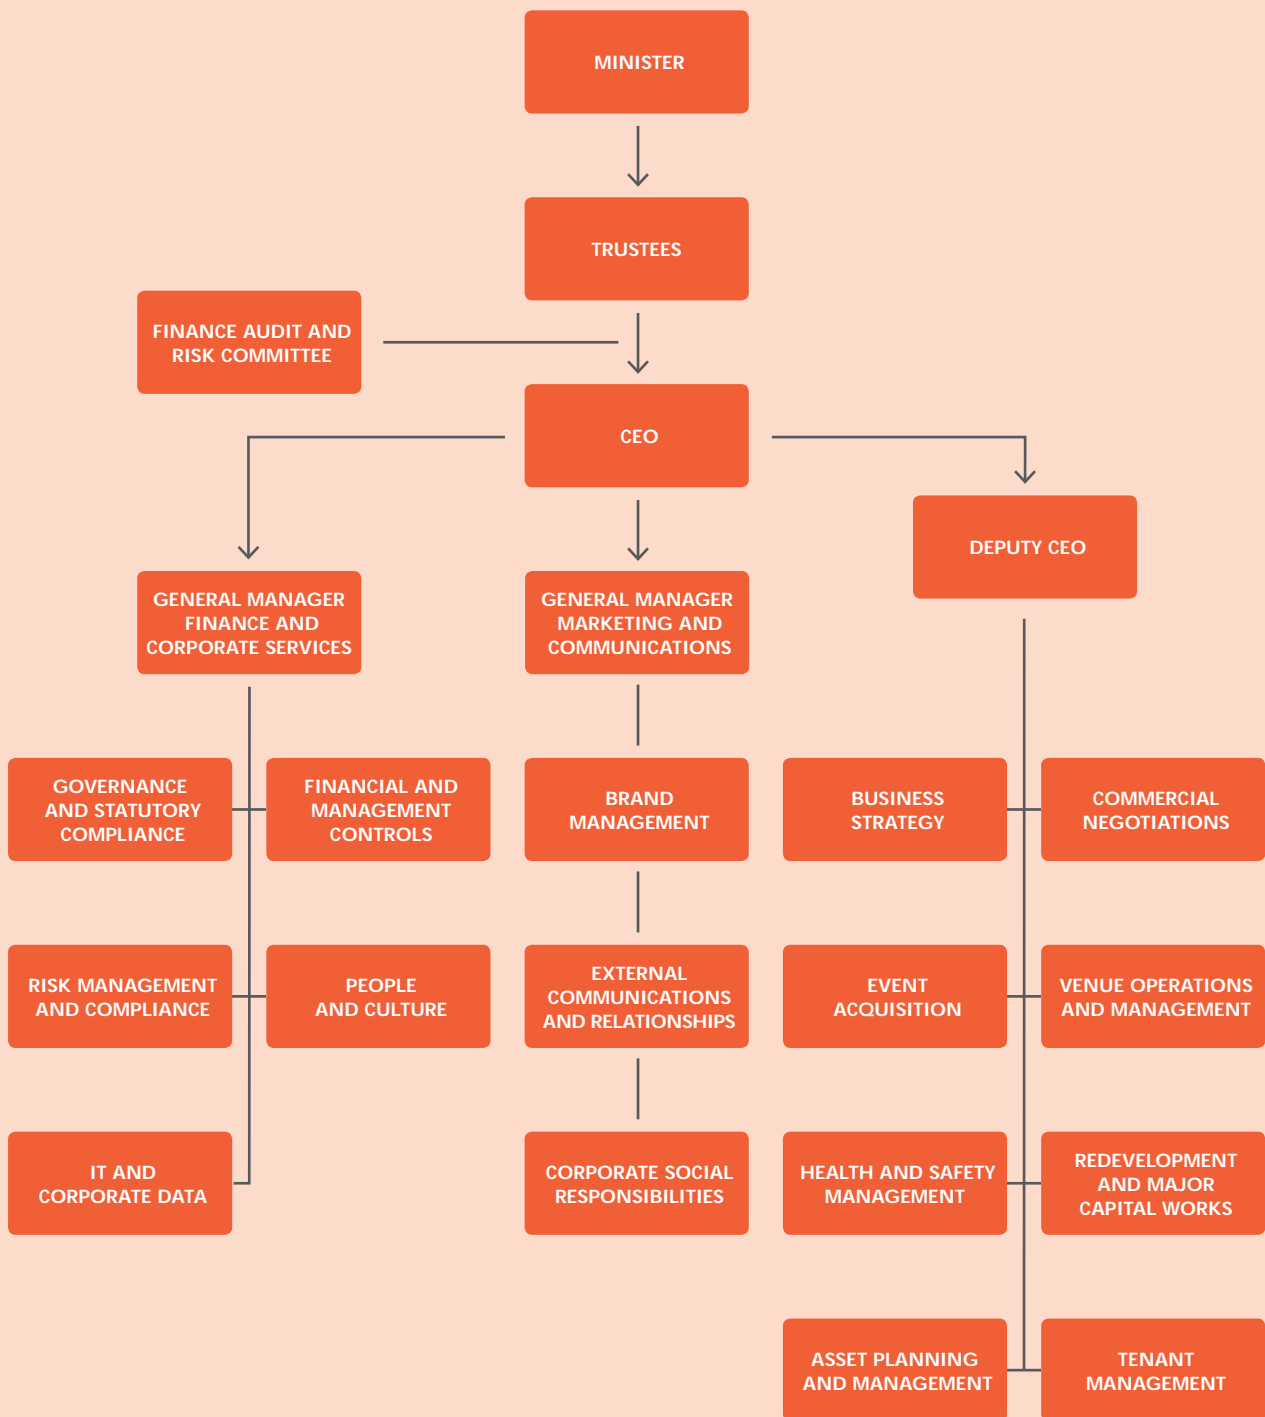 MINISTER
TRUSTEES
FINANCE AUDIT AND
RISK COMMITTEE
CEO
DEPUTY CEO
GENERAL MANAGER
FINANCE AND
CORPORATE SERVICES
GENERAL MANAGER
MARKETING AND
COMMUNICATIONS
GOVERNANCE
AND STATUTORY
COMPLIANCE
FINANCIAL AND
MANAGEMENT
CONTROLS
BRAND
MANAGEMENT
BUSINESS
STRATEGY
COMMERCIAL
NEGOTIATIONS
RISK MANAGEMENT
AND COMPLIANCE
PEOPLE
AND CULTURE
EXTERNAL
COMMUNICATIONS
AND RELATIONSHIPS
EVENT
ACQUISITION
VENUE OPERATIONS
AND MANAGEMENT
IT AND
CORPORATE DATA
CORPORATE SOCIAL
RESPONSIBILITIES
HEALTH AND SAFETY
MANAGEMENT
REDEVELOPMENT
AND MAJOR
CAPITAL WORKS
ASSET PLANNING
AND MANAGEMENT
TENANT
MANAGEMENT